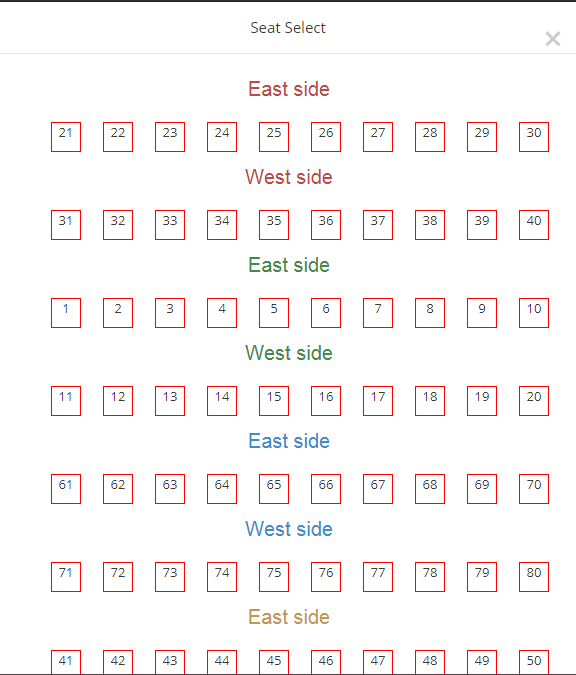 Seat Select
×
East side
21 22 23 24 25 26 27 28 29 30
West side
31 32 33 34 35 36 37 38 39 40
East side
1 2 3 4 5 6 7 8 9 10
West side
11 12 13 14 15 16 17 18 19 20
East side
61 62 63 64 65 66 67 68 69 70
West side
71 72 73 74 75 76 77 78 79 80
East side
41 42 43 44 45 46 47 48 49 50